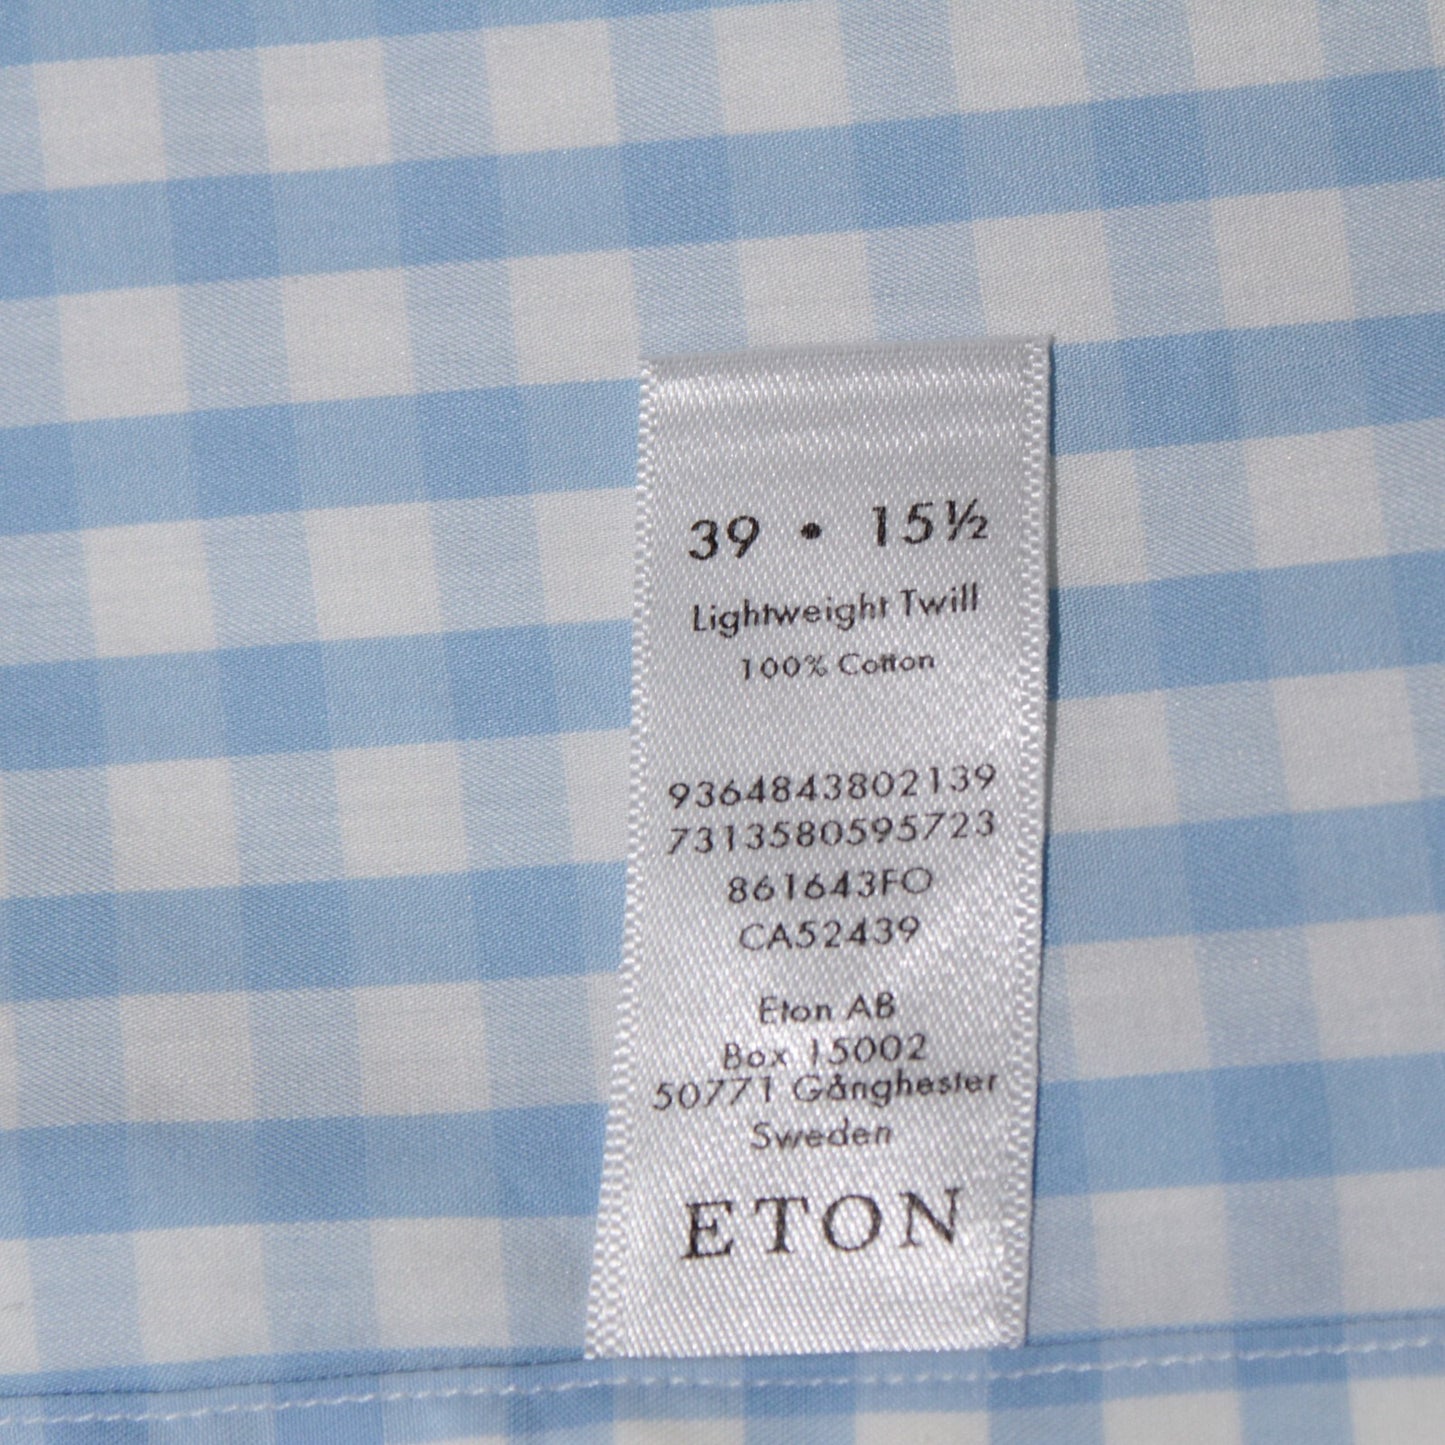 39 • 15½
Lightweight Twill
100% Cotton
9364843802139
7313580595723
861643FO
CA52439
Eton AB
Box 15002
50771 Gånghester
Sweden
ETON